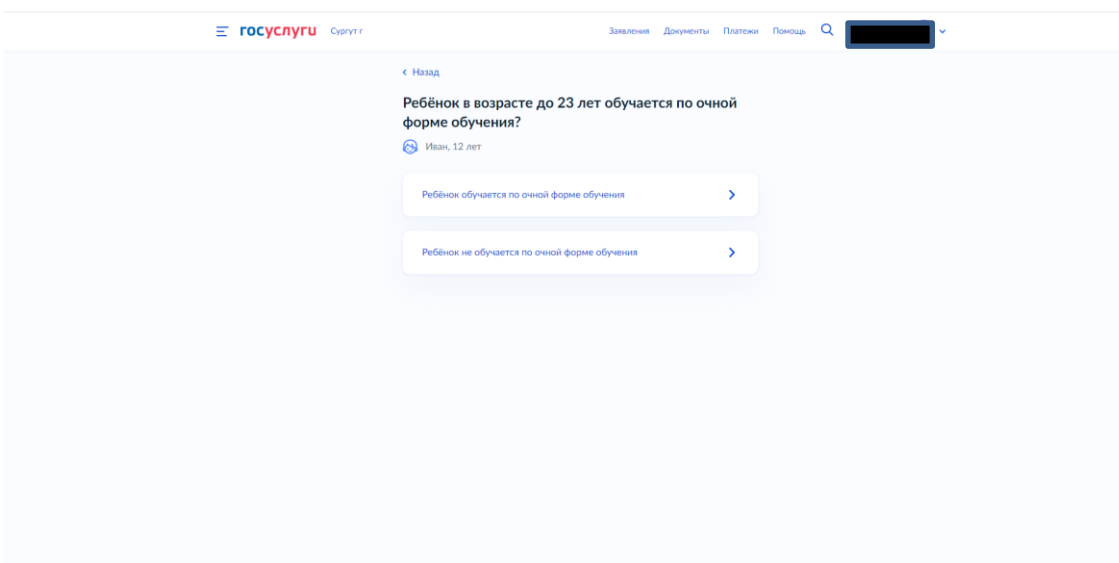 госуслуги Сургут г Заявления Документы Платежи Помощь
Назад
Ребёнок в возрасте до 23 лет обучается по очной
форме обучения?
Иван, 12 лет
Ребёнок обучается по очной форме обучения
Ребёнок не обучается по очной форме обучения